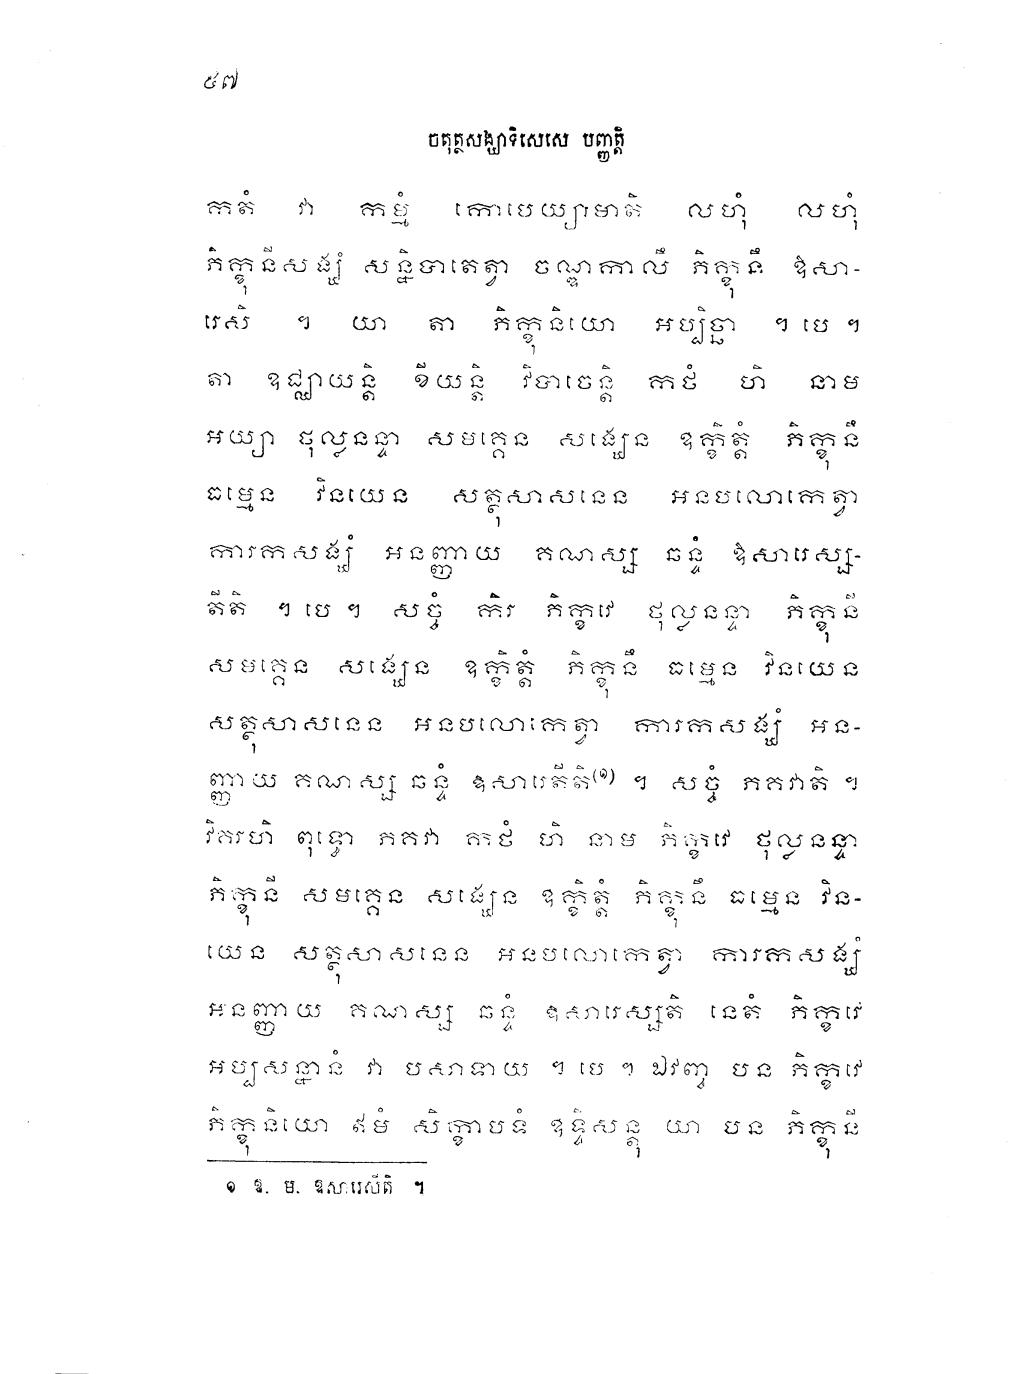 ៤៧
ចតុត្ថសង្ឃាទិសេសេ បញ្ញត្តិ
កតំ វា កម្មំ កោបេយ្យាមាតិ លហុំ លហុំ
ភិក្ខុនីសង្ឃំ សន្និបាតេត្វា ចណ្ឌកាលឹ ភិក្ខុនឹ ឱសា-
រេសិ ។ យា តា ភិក្ខុនិយោ អប្បិច្ឆា ។ បេ ។
តា ឧជ្ឈាយន្តិ ខីយន្តិ វិបាចេន្តិ កថំ ហិ នាម
អយ្យា ថុល្លនន្ទា សមគ្គេន សង្ឃេន ឧក្ខិត្តំ ភិក្ខុនឹ
ធម្មេន វិនយេន សត្ថុសាសនេន អនបលោកេត្វា
ការកសង្ឃំ អនញ្ញាយ គណស្ស ឆន្ទំ ឱសារេស្ស-
តីតិ ។ បេ ។ សច្ចំ កិរ ភិក្ខវេ ថុល្លនន្ទា ភិក្ខុនី
សមគ្គេន សង្ឃេន ឧក្ខិត្តំ ភិក្ខុនឹ ធម្មេន វិនយេន
សត្ថុសាសនេន អនបលោកេត្វា ការកសង្ឃំ អន-
ញ្ញាយ គណស្ស ឆន្ទំ ឱសារេតីតិ(១) ។ សច្ចំ ភគវាតិ ។
វិគរហិ ពុទ្ធោ ភគវា កថំ ហិ នាម ភិក្ខវេ ថុល្លនន្ទា
ភិក្ខុនី សមគ្គេន សង្ឃេន ឧក្ខិត្តំ ភិក្ខុនឹ ធម្មេន វិន-
យេន សត្ថុសាសនេន អនបលោកេត្វា ការកសង្ឃំ
អនញ្ញាយ គណស្ស ឆន្ទំ ឱសារេស្សតិ នេតំ ភិក្ខវេ
អប្បសន្នានំ វា បសាទាយ ។ បេ ។ ឯវញ្ច បន ភិក្ខវេ
ភិក្ខុនិយោ ឥមំ សិក្ខាបទំ ឧទ្ទិសន្តុ យា បន ភិក្ខុនី
១ ឱ. ម. ឱសារេសីតិ ។